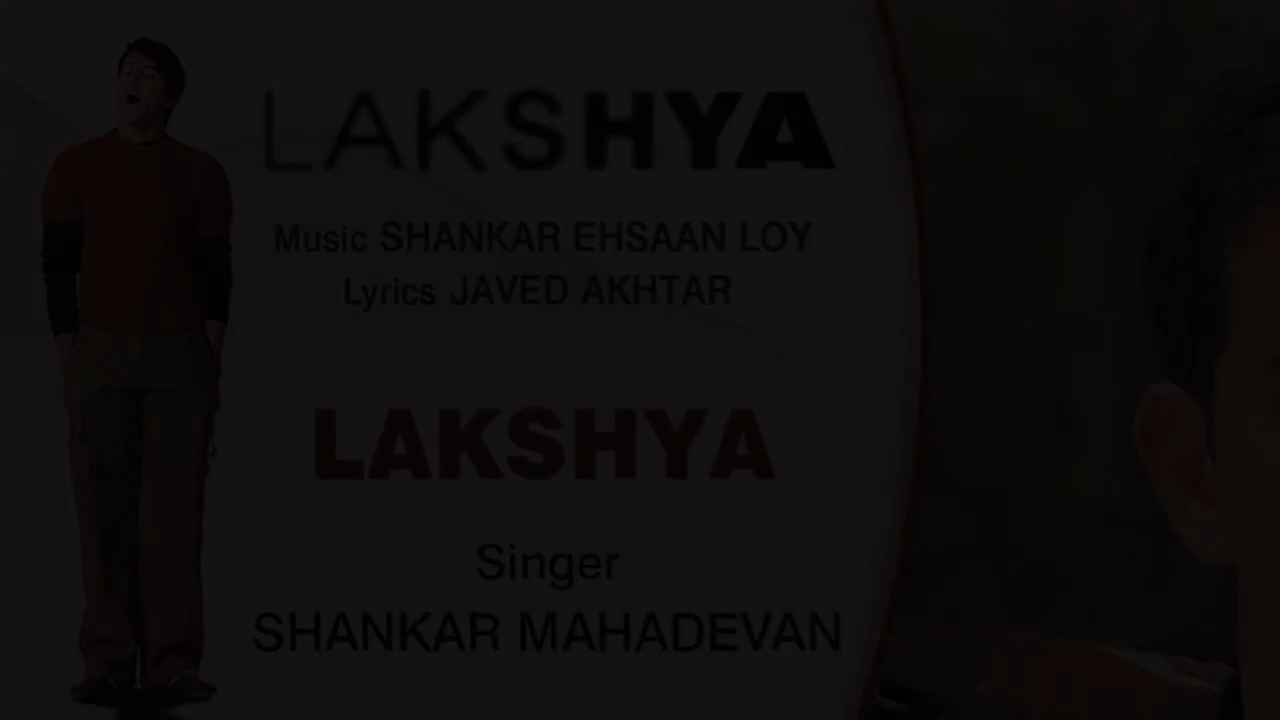 LAKSHYA
Music SHANKAR EHSAAN LOY
Lyrics JAVED AKHTAR
LAKSHYA
Singer
SHANKAR MAHADEVAN